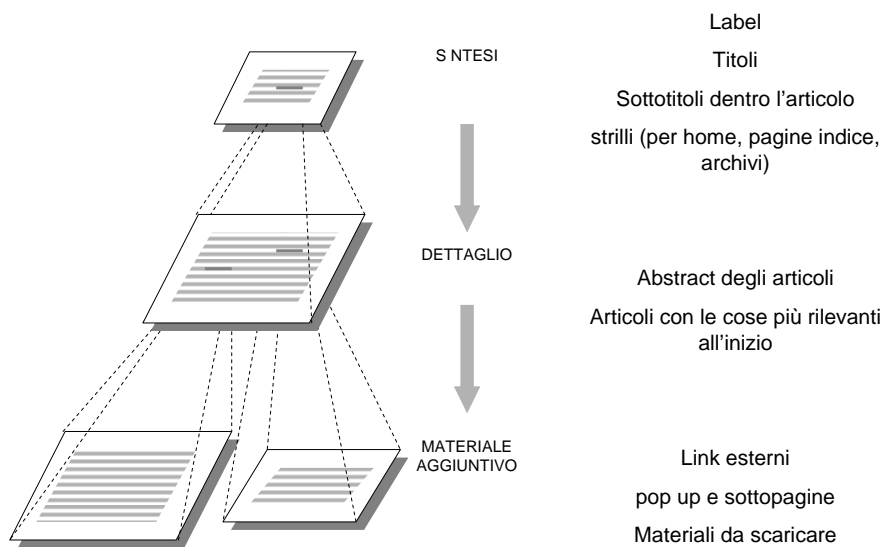 S NTESI
Label
Titoli
Sottotitoli dentro l'articolo
strilli (per home, pagine indice,
archivi)
DETTAGLIO
Abstract degli articoli
Articoli con le cose più rilevanti
all'inizio
MATERIALE
AGGIUNTIVO
Link esterni
pop up e sottopagine
Materiali da scaricare